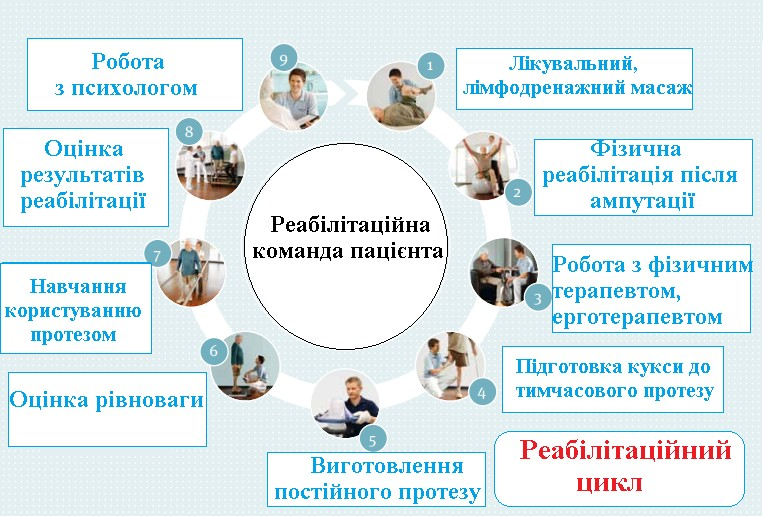 9
Робота
з психологом
1
Лікувальний,
лімфодренажний масаж
8
Оцінка
результатів
реабілітації
2
Фізична
реабілітація після
ампутації
Реабілітаційна
команда пацієнта
7
Навчання
користуванню
протезом
3
Робота з фізичним
терапевтом,
ерготерапевтом
6
Оцінка рівноваги
4
Підготовка кукси до
тимчасового протезу
5
Виготовлення
постійного протезу
Реабілітаційний
цикл